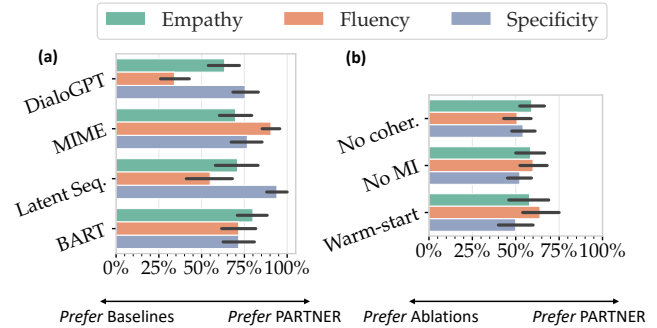 Empathy Fluency Specificity
(a)
DialoGPT
MIME
Latent Seq.
BART
0% 25% 50% 75% 100%
Prefer Baselines Prefer PARTNER
(b)
No coher.
No MI
Warm-start
0% 25% 50% 75% 100%
Prefer Ablations Prefer PARTNER